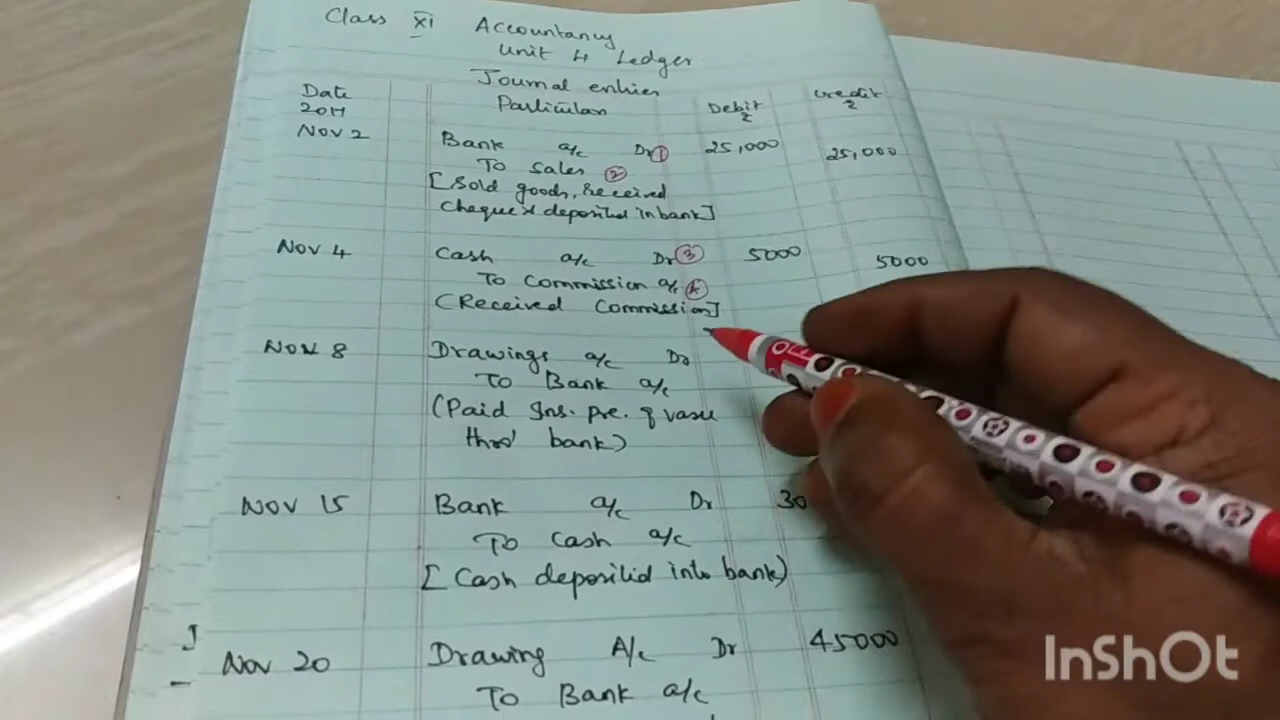 Class XI Accountancy
Unit 4 Ledger
Journal entries
Date Particulars Debit ₹ Credit ₹
2017
Nov 2 Bank a/c Dr ① 25,000 25,000
To Sales ②
[Sold goods, received
cheque & deposited in bank]
Nov 4 Cash a/c Dr ③ 5000 5000
To Commission a/c ④
(Received Commission]
Nov 8 Drawings a/c Dr
To Bank a/c
(Paid Ins. pre. of
thro' bank)
Nov 15 Bank a/c Dr 30
To Cash a/c
[Cash deposited into bank)
Nov 20 Drawing A/c Dr 45000
To Bank a/c
InShOt